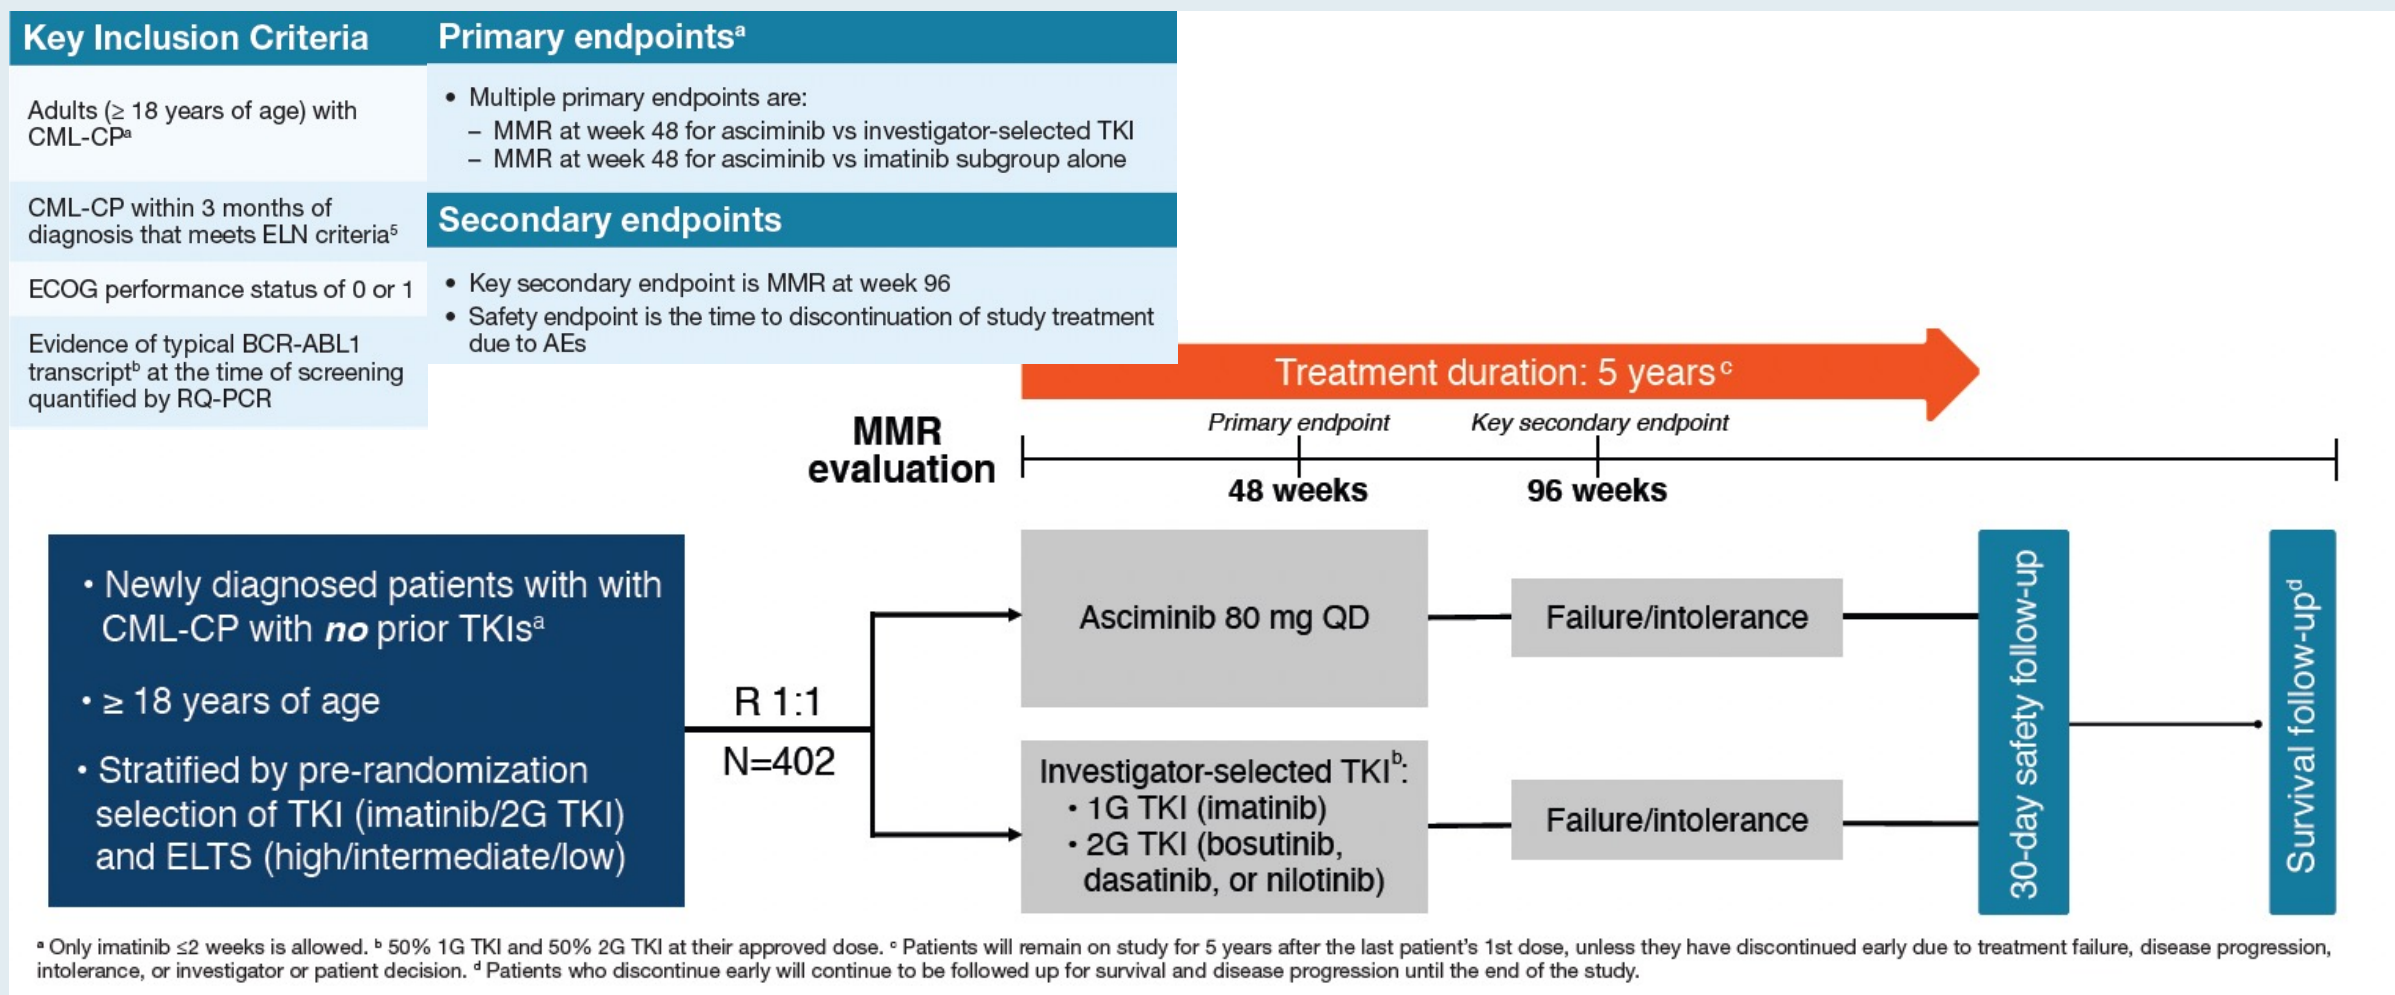 Key Inclusion Criteria
Adults (≥ 18 years of age) with
CML-CPᵃ
CML-CP within 3 months of
diagnosis that meets ELN criteria⁵
ECOG performance status of 0 or 1
Evidence of typical BCR-ABL1
transcriptᵇ at the time of screening
quantified by RQ-PCR
Primary endpointsᵃ
• Multiple primary endpoints are:
– MMR at week 48 for asciminib vs investigator-selected TKI
– MMR at week 48 for asciminib vs imatinib subgroup alone
Secondary endpoints
• Key secondary endpoint is MMR at week 96
• Safety endpoint is the time to discontinuation of study treatment
due to AEs
Treatment duration: 5 yearsᶜ
MMR
evaluation
Primary endpoint
Key secondary endpoint
48 weeks
96 weeks
• Newly diagnosed patients with with
CML-CP with no prior TKIsᵃ
• ≥ 18 years of age
• Stratified by pre-randomization
selection of TKI (imatinib/2G TKI)
and ELTS (high/intermediate/low)
R 1:1
N=402
Asciminib 80 mg QD
Failure/intolerance
Investigator-selected TKIᵇ:
• 1G TKI (imatinib)
• 2G TKI (bosutinib,
dasatinib, or nilotinib)
Failure/intolerance
30-day safety follow-up
Survival follow-upᵈ
ᵃ Only imatinib ≤2 weeks is allowed. ᵇ 50% 1G TKI and 50% 2G TKI at their approved dose. ᶜ Patients will remain on study for 5 years after the last patient's 1st dose, unless they have discontinued early due to treatment failure, disease progression,
intolerance, or investigator or patient decision. ᵈ Patients who discontinue early will continue to be followed up for survival and disease progression until the end of the study.